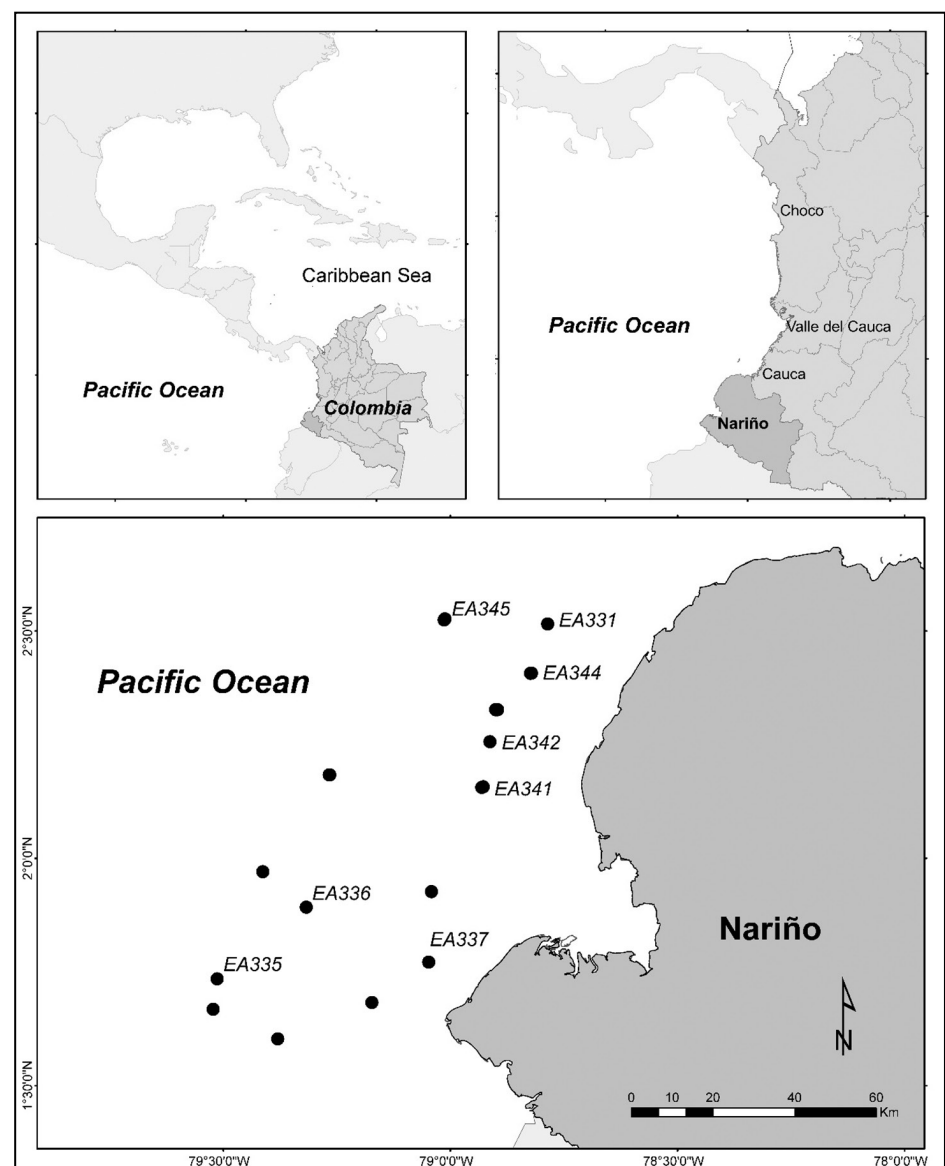 Caribbean Sea
Pacific Ocean
Colombia
Choco
Pacific Ocean
Valle del Cauca
Cauca
Nariño
EA345
EA331
2°30'0"N
EA344
Pacific Ocean
EA342
EA341
2°0'0"N
EA336
Nariño
EA337
EA335
N
1°30'0"N
0 10 20 40 60
Km
79°30'0"W 79°0'0"W 78°30'0"W 78°0'0"W